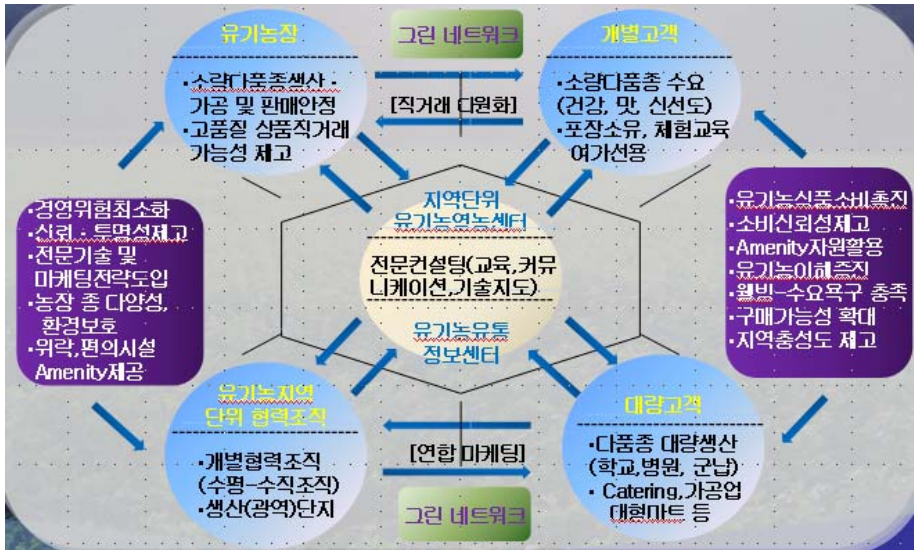 유기농장
▪소량다품종생산·
가공 및 판매안정
▪고품질 상품직거래
가능성 제고
그린 네트워크
[직거래 다원화]
개별고객
▪소량다품종 수요
(건강, 맛, 신선도)
▪포장소유, 체험교육
여가선용
▪경영위험최소화
▪신뢰·투명성제고
▪전문기술 및
마케팅전략도입
▪농장 종 다양성,
환경보호
▪위락,편의시설
Amenity제공
지역단위
유기농영농센터
전문컨설팅(교육,커뮤
니케이션,기술지도)
유기농유통
정보센터
▪유기농식품소비촉진
▪소비신뢰성제고
▪Amenity자원활용
▪유기농이해증진
▪웰빙-수요욕구 충족
▪구매가능성 확대
▪지역충성도 제고
유기농지역
단위 협력조직
▪개별협력조직
(수평-수직조직)
▪생산(광역)단지
[연합 마케팅]
그린 네트워크
대량고객
▪다품종 대량생산
(학교,병원, 군납)
▪ Catering,가공업
대형마트 등